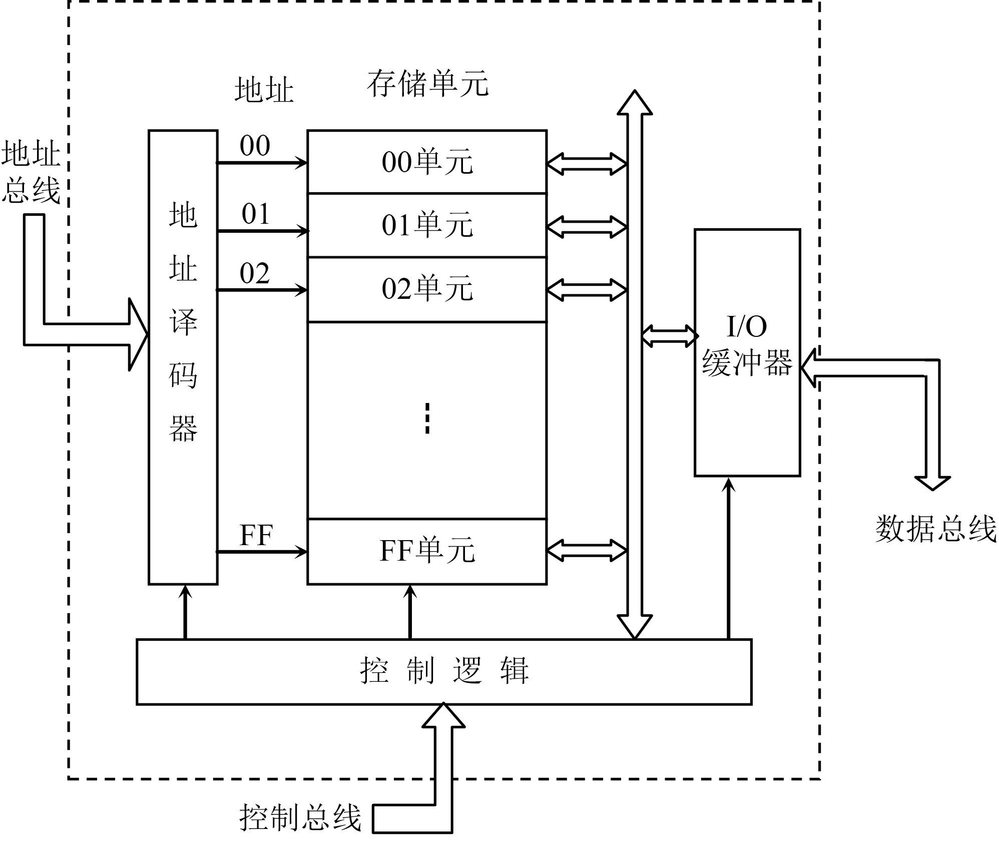 地址
存储单元
地址
总线
00
00单元
01
01单元
02
02单元
地
址
译
码
器
I/O
缓冲器
FF
FF单元
数据总线
控制逻辑
控制总线